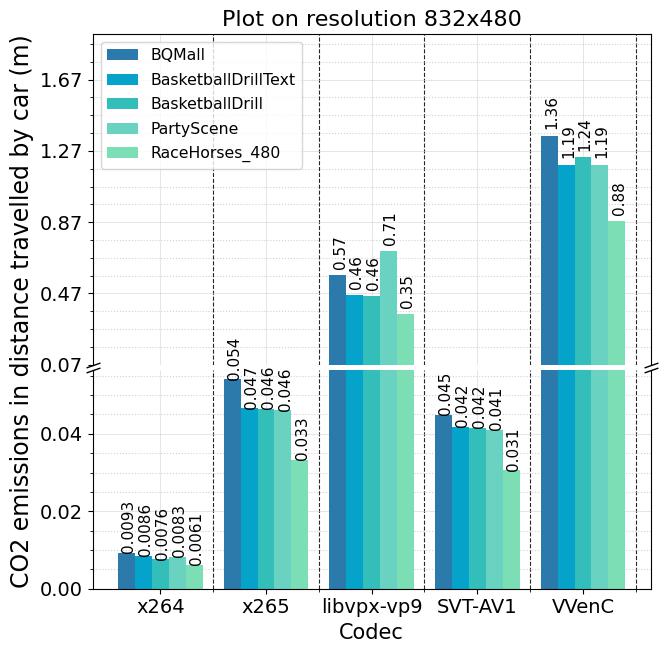 Plot on resolution 832x480
CO2 emissions in distance travelled by car (m)
1.67
1.27
0.87
0.47
0.07
0.04
0.02
0.00
BQMall
BasketballDrillText
BasketballDrill
PartyScene
RaceHorses_480
0.0093
0.0086
0.0076
0.0083
0.0061
0.054
0.047
0.046
0.046
0.033
0.57
0.46
0.46
0.71
0.35
0.045
0.042
0.042
0.041
0.031
1.36
1.19
1.24
1.19
0.88
x264
x265
libvpx-vp9
SVT-AV1
VVenC
Codec